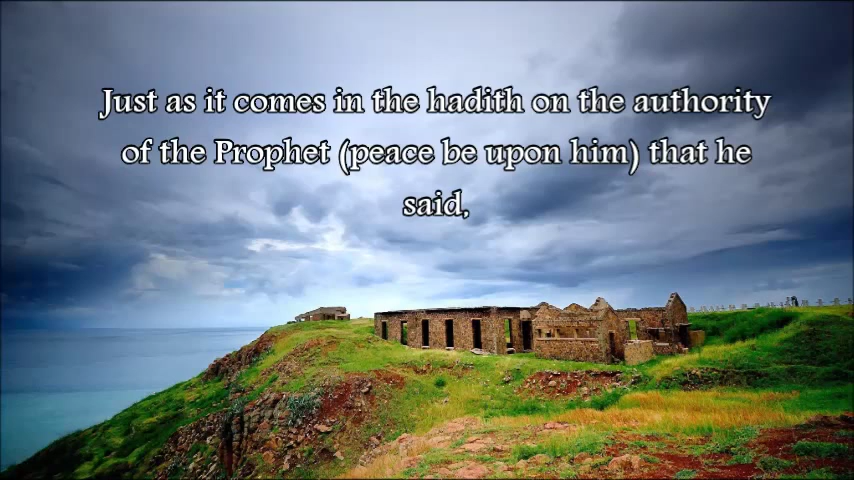 Just as it comes in the hadith on the authority
of the Prophet (peace be upon him) that he
said,